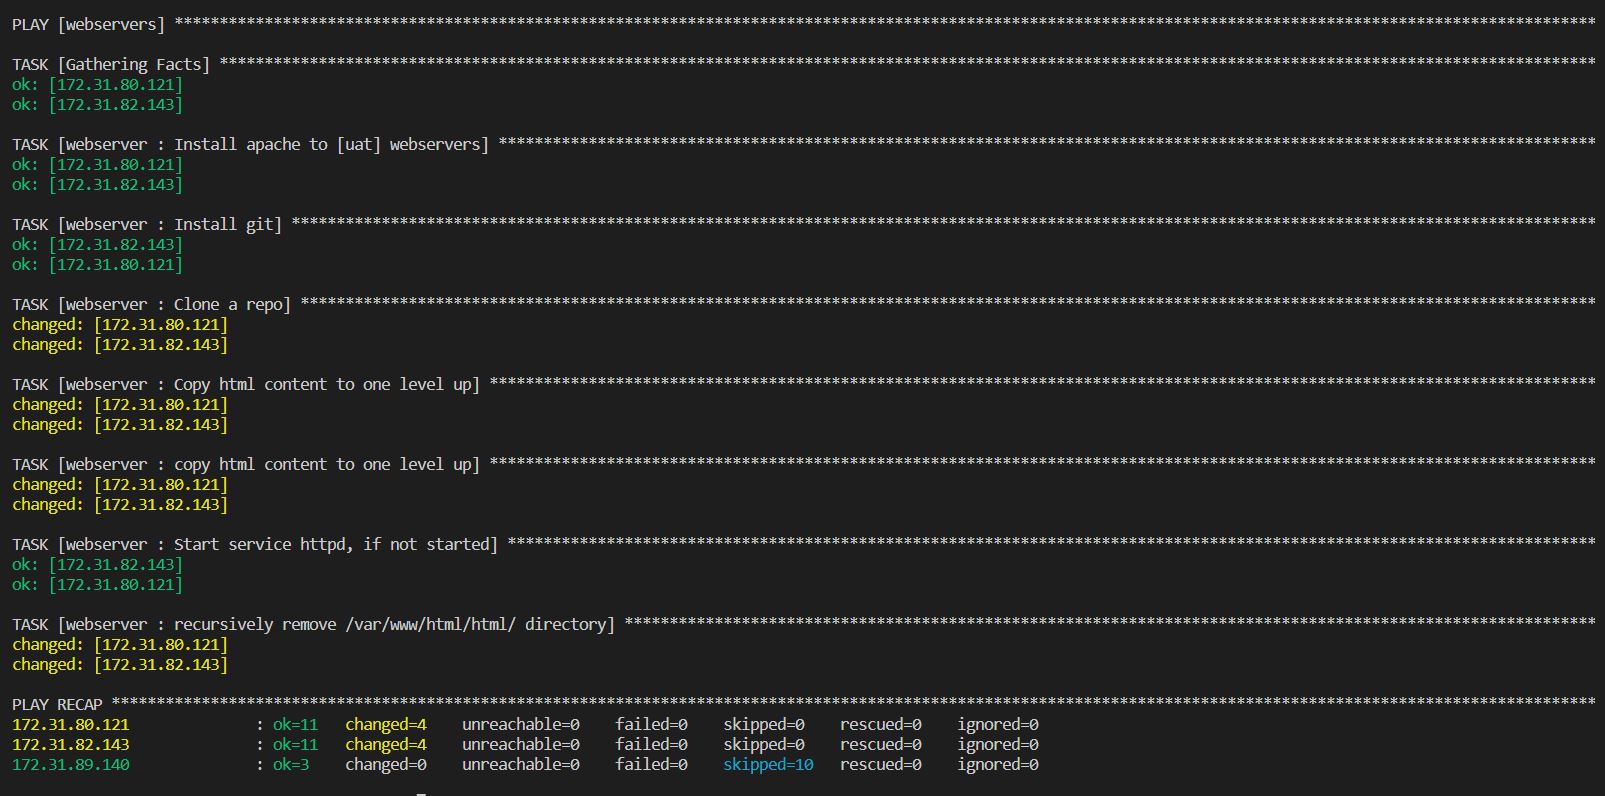 PLAY [webservers] **************************************************************************************************************************************************************
TASK [Gathering Facts] *********************************************************************************************************************************************************
ok: [172.31.80.121]
ok: [172.31.82.143]
TASK [webserver : Install apache to [uat] webservers] **************************************************************************************************************************
ok: [172.31.80.121]
ok: [172.31.82.143]
TASK [webserver : Install git] *************************************************************************************************************************************************
ok: [172.31.82.143]
ok: [172.31.80.121]
TASK [webserver : Clone a repo] ************************************************************************************************************************************************
changed: [172.31.80.121]
changed: [172.31.82.143]
TASK [webserver : Copy html content to one level up] ***************************************************************************************************************************
changed: [172.31.80.121]
changed: [172.31.82.143]
TASK [webserver : copy html content to one level up] ***************************************************************************************************************************
changed: [172.31.80.121]
changed: [172.31.82.143]
TASK [webserver : Start service httpd, if not started] *************************************************************************************************************************
ok: [172.31.82.143]
ok: [172.31.80.121]
TASK [webserver : recursively remove /var/www/html/html/ directory] ************************************************************************************************************
changed: [172.31.80.121]
changed: [172.31.82.143]
PLAY RECAP *********************************************************************************************************************************************************************
172.31.80.121              : ok=11   changed=4    unreachable=0    failed=0    skipped=0    rescued=0    ignored=0
172.31.82.143              : ok=11   changed=4    unreachable=0    failed=0    skipped=0    rescued=0    ignored=0
172.31.89.140              : ok=3    changed=0    unreachable=0    failed=0    skipped=10   rescued=0    ignored=0